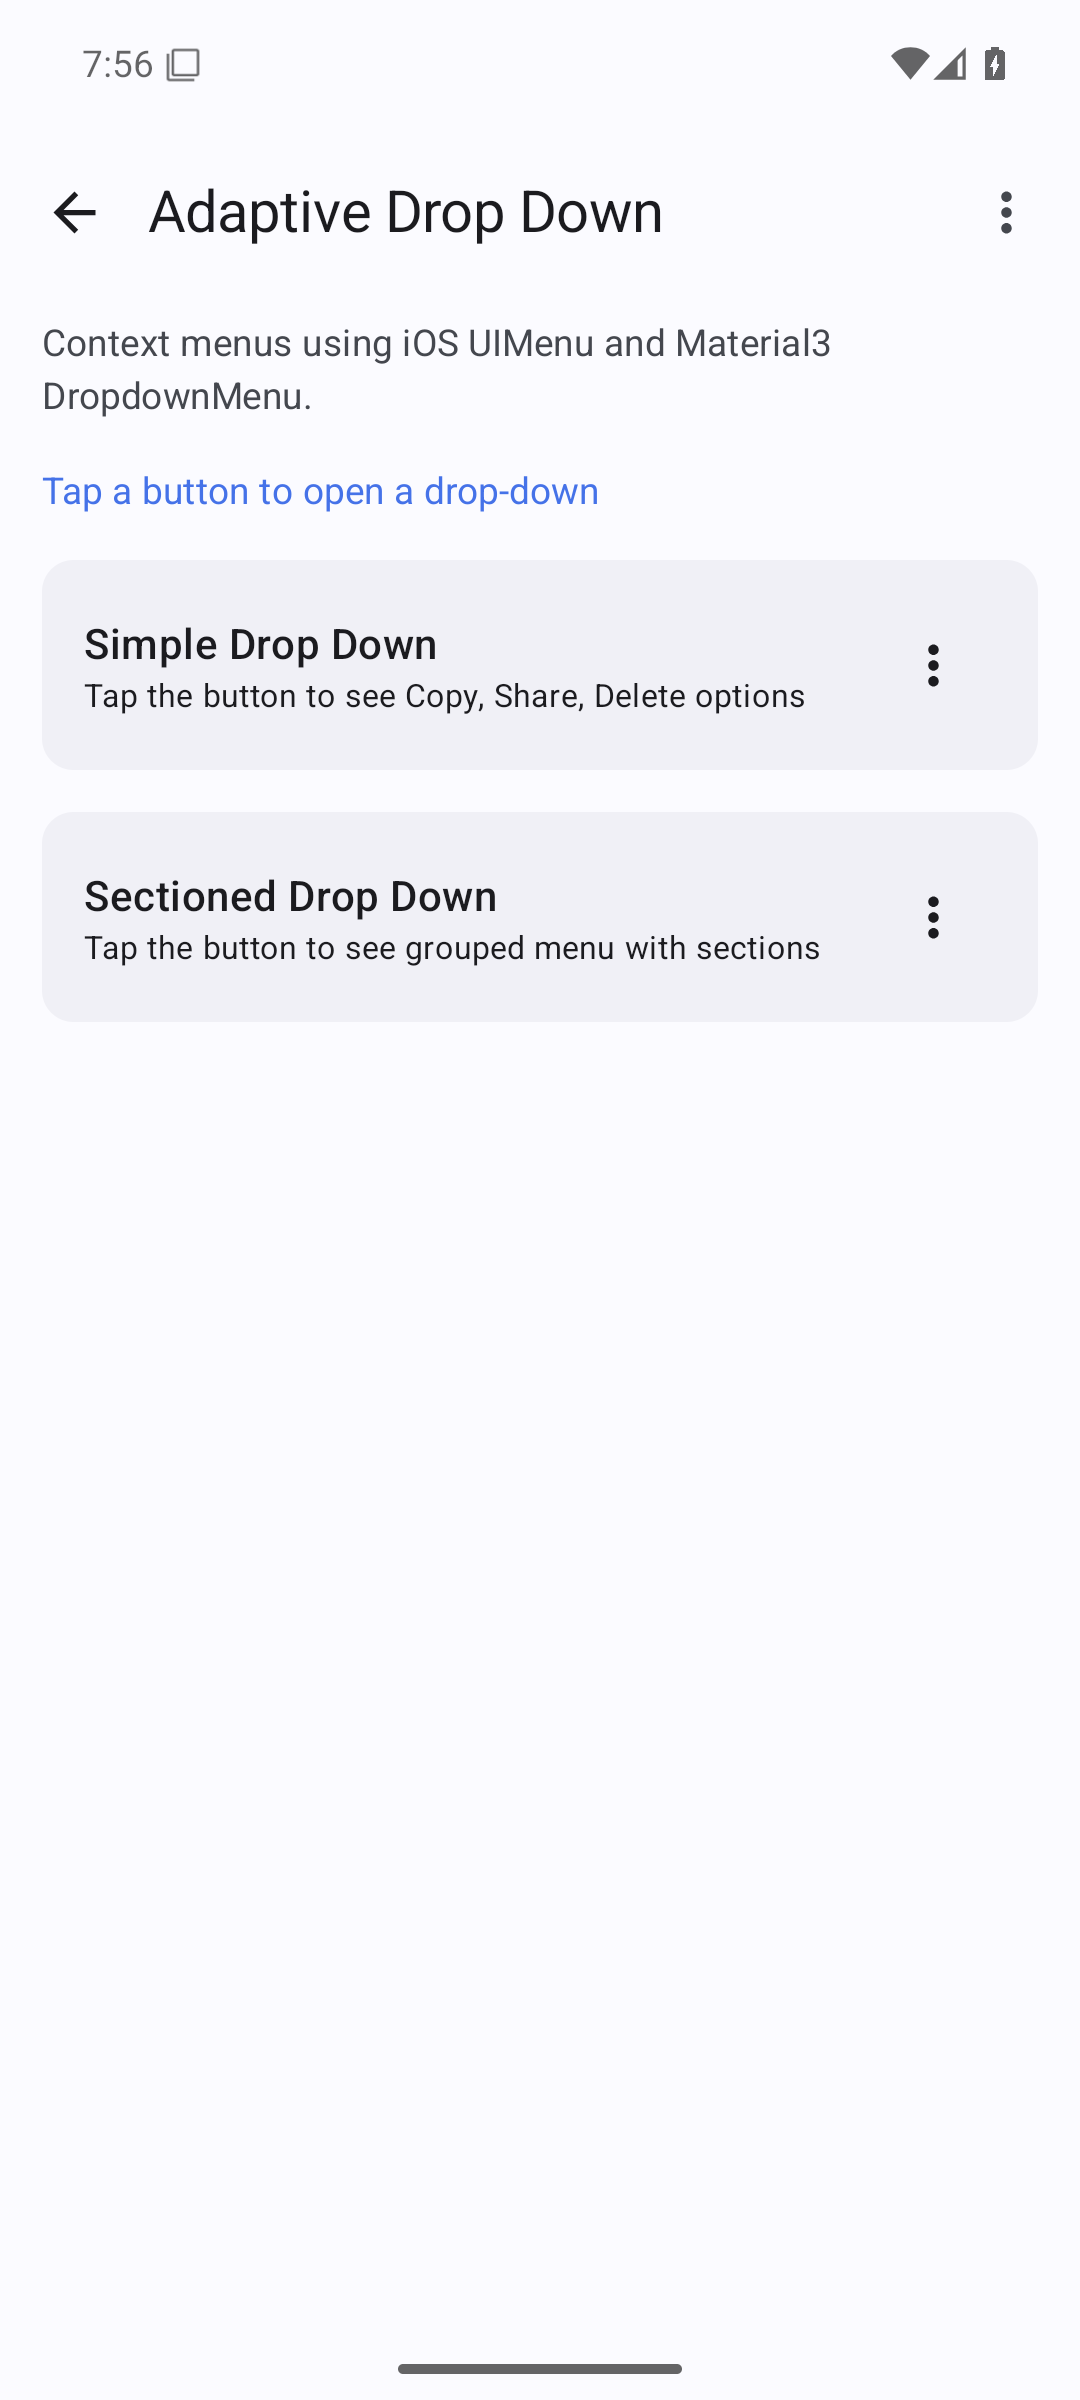 7:56
Adaptive Drop Down
Context menus using iOS UIMenu and Material3
DropdownMenu.
Tap a button to open a drop-down
Simple Drop Down
Tap the button to see Copy, Share, Delete options
Sectioned Drop Down
Tap the button to see grouped menu with sections